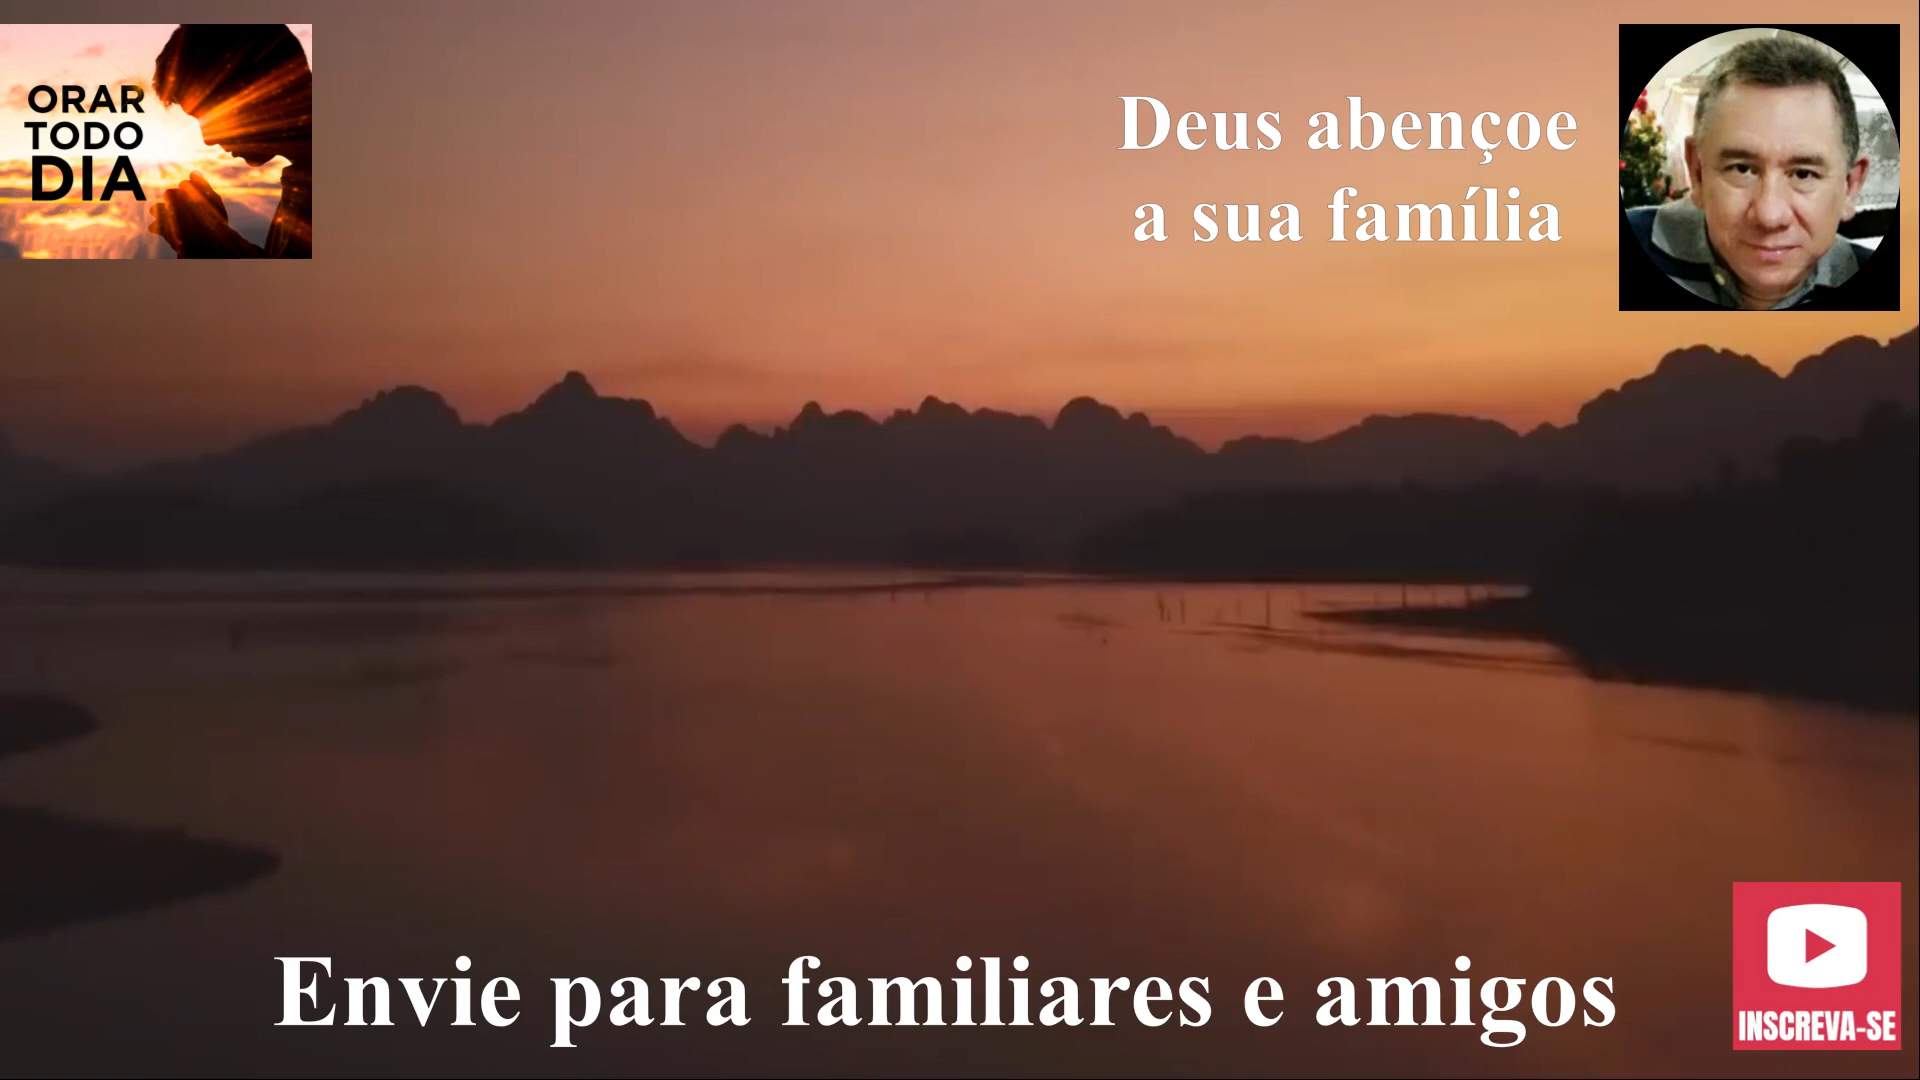 ORAR
TODO
DIA
Deus abençoe
a sua família
Envie para familiares e amigos
INSCREVA-SE